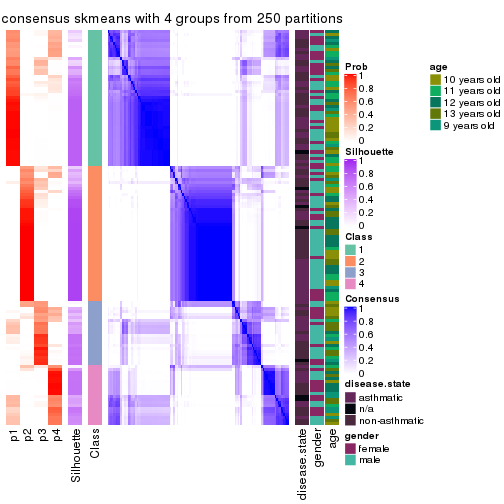 consensus skmeans with 4 groups from 250 partitions
Prob
1
0.8
0.6
0.4
0.2
0
Silhouette
1
0.8
0.6
0.4
0.2
0
Class
1
2
3
4
Consensus
1
0.8
0.6
0.4
0.2
0
disease.state
asthmatic
n/a
non-asthmatic
gender
female
male
age
10 years old
11 years old
12 years old
13 years old
9 years old
p1
p2
p3
p4
Silhouette
Class
disease.state
gender
age